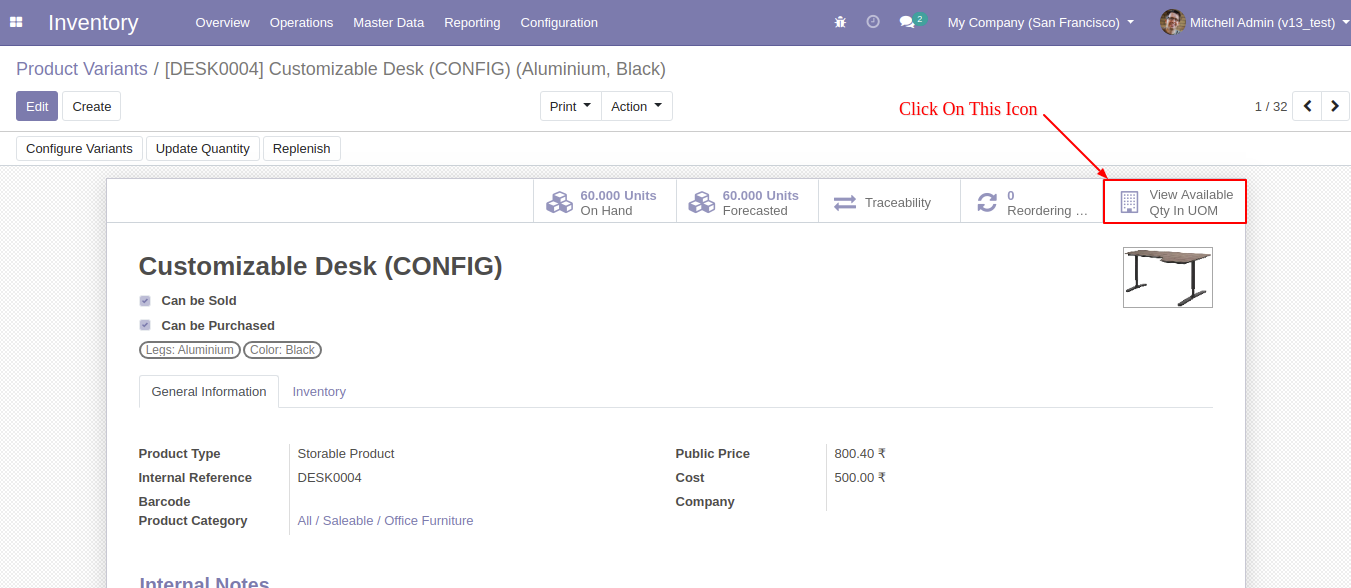 Inventory Overview Operations Master Data Reporting Configuration 2 My Company (San Francisco) Mitchell Admin (v13_test)
Product Variants / [DESK0004] Customizable Desk (CONFIG) (Aluminium, Black)
Edit Create Print Action 1 / 32
Click On This Icon
Configure Variants Update Quantity Replenish
60.000 Units
On Hand
60.000 Units
Forecasted
Traceability
0
Reordering ...
View Available
Qty In UOM
Customizable Desk (CONFIG)
Can be Sold
Can be Purchased
Legs: Aluminium Color: Black
General Information Inventory
Product Type Storable Product
Internal Reference DESK0004
Barcode
Product Category All / Saleable / Office Furniture
Public Price 800.40 ₹
Cost 500.00 ₹
Company
Internal Notes